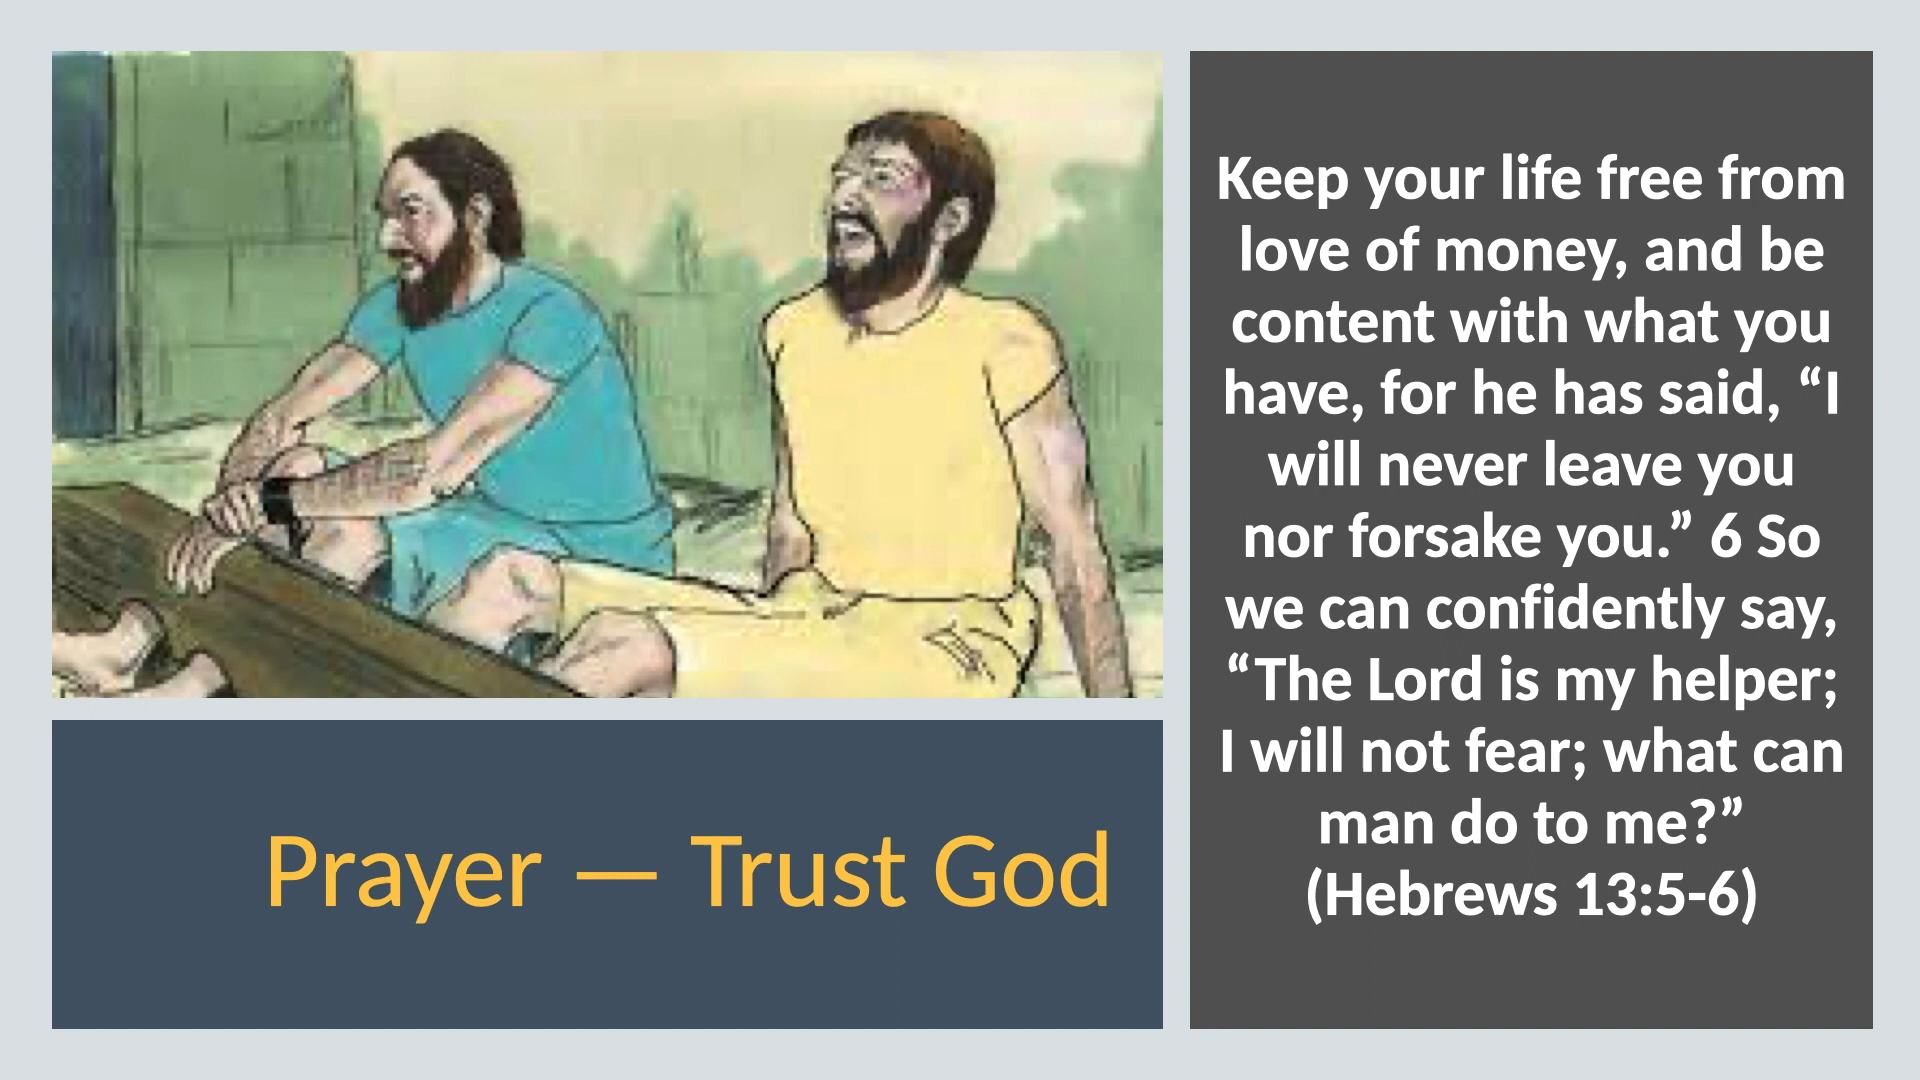 Keep your life free from
love of money, and be
content with what you
have, for he has said, “I
will never leave you
nor forsake you.” 6 So
we can confidently say,
“The Lord is my helper;
I will not fear; what can
man do to me?”
(Hebrews 13:5-6)
Prayer — Trust God